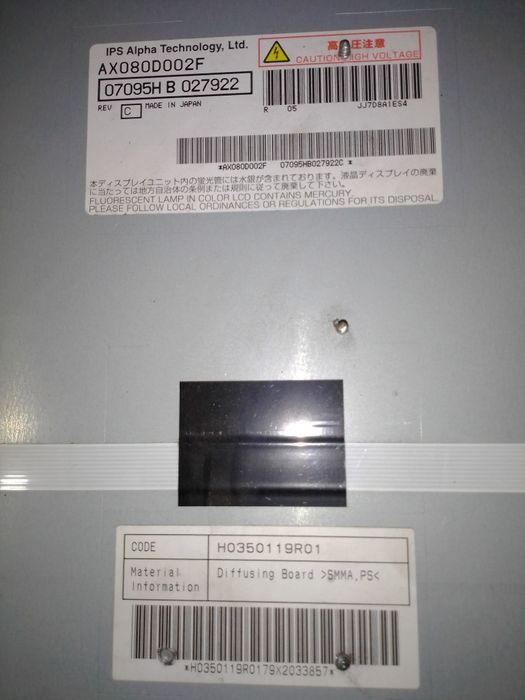 IPS Alpha Technology, Ltd.
AX080D002F
07095H B 027922
REV C MADE IN JAPAN
高電圧注意
CAUTION HIGH VOLTAGE
R 05 JJ7D8A1ES4
*AX080D002F 07095HB027922C *
本ディスプレイユニット内の蛍光管には水銀が含まれております。液晶ディスプレイの廃棄
に当たっては地方自治体の条例または規則に従って廃棄して下さい。
FLUORESCENT LAMP IN COLOR LCD CONTAINS MERCURY,
PLEASE FOLLOW LOCAL ORDINANCES OR REGULATIONS FOR ITS DISPOSAL.
CODE H0350119R01
Material Information Diffusing Board >SMMA,PS<
*H0350119R0179X2033857*